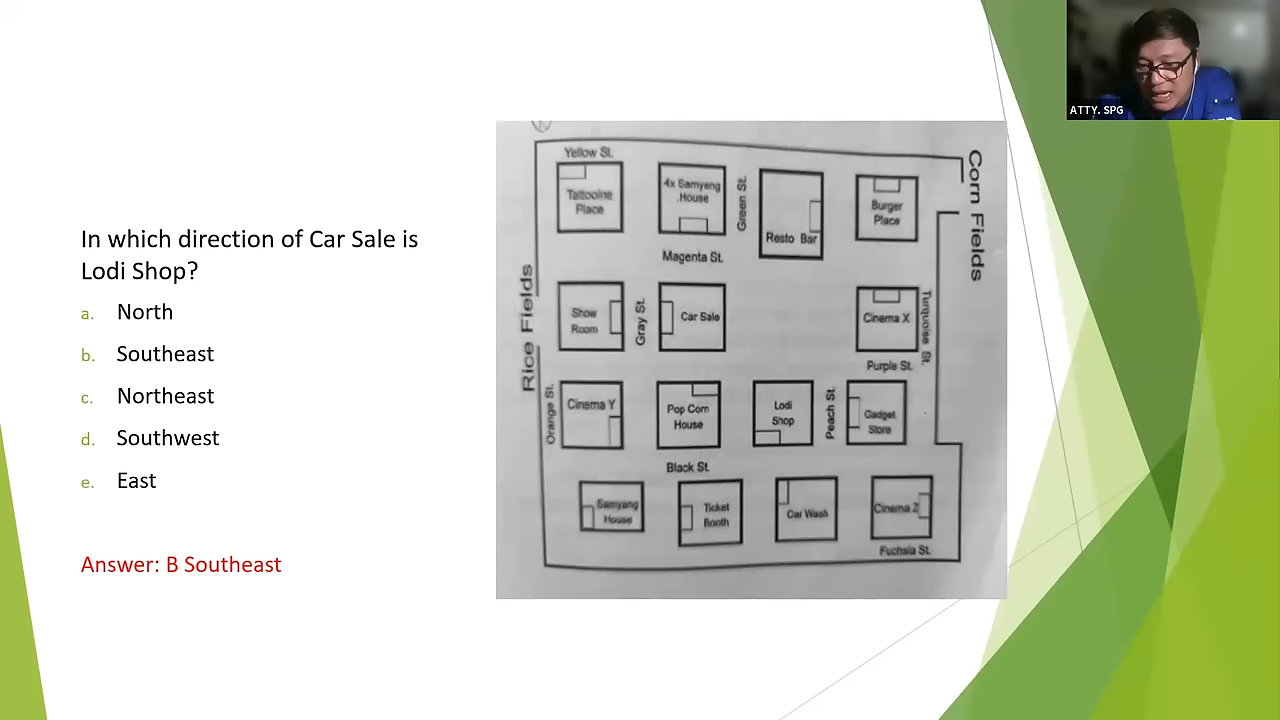 ATTY. SPG
In which direction of Car Sale is
Lodi Shop?
a. North
b. Southeast
c. Northeast
d. Southwest
e. East
Answer: B Southeast
Yellow St.
Tattooine
Place
4x Samyang
House
Green St.
Resto Bar
Burger
Place
Corn Fields
Magenta St.
Rice Fields
Show
Room
Gray St.
Car Sale
Cinema X
Turquoise St.
Purple St.
Orange St.
Cinema Y
Pop Corn
House
Lodi
Shop
Peach St.
Gadget
Store
Black St.
Samyang
House
Ticket
Booth
Car Wash
Cinema Z
Fuchsia St.